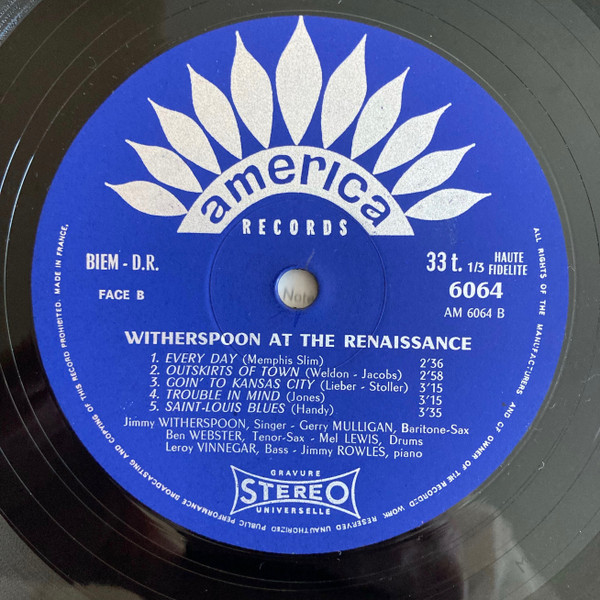 america
RECORDS
BIEM - D.R.
33 t. 1/3 HAUTE FIDELITE
FACE B
6064
AM 6064 B
WITHERSPOON AT THE RENAISSANCE
1. EVERY DAY (Memphis Slim) 2'36
2. OUTSKIRTS OF TOWN (Weldon - Jacobs) 2'58
3. GOIN' TO KANSAS CITY (Lieber - Stoller) 3'15
4. TROUBLE IN MIND (Jones) 3'15
5. SAINT-LOUIS BLUES (Handy) 3'35
Jimmy WITHERSPOON, Singer - Gerry MULLIGAN, Baritone-Sax
Ben WEBSTER, Tenor-Sax - Mel LEWIS, Drums
Leroy VINNEGAR, Bass - Jimmy ROWLES, piano
GRAVURE
STEREO
UNIVERSELLE
ALL RIGHTS OF THE MANUFACTURERS AND OF OWNER OF THE RECORDED WORK RESERVED UNAUTHORIZED PUBLIC PERFORMANCE BROADCASTING AND COPYING OF THIS RECORD PROHIBITED. MADE IN FRANCE.